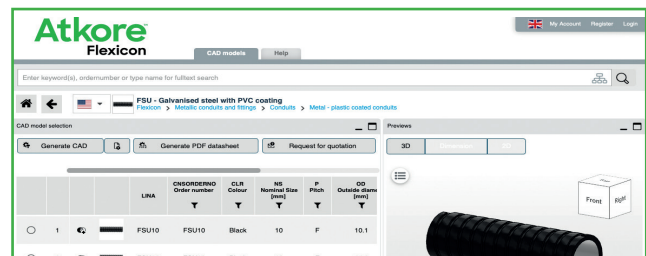 Atkore
Flexicon
My Account Register Login
CAD models Help
Enter keyword(s), ordernumber or type name for fulltext search
FSU - Galvanised steel with PVC coating
Flexicon > Metallic conduits and fittings > Conduits > Metal - plastic coated conduits
CAD model selection
Previews
Generate CAD Generate PDF datasheet Request for quotation
3D Dimension 2D
LINA CNSORDERNO Order number CLR Colour NS Nominal Size [mm] P Pitch OD Outside diame [mm]
1 FSU10 FSU10 Black 10 F 10.1
Front Right